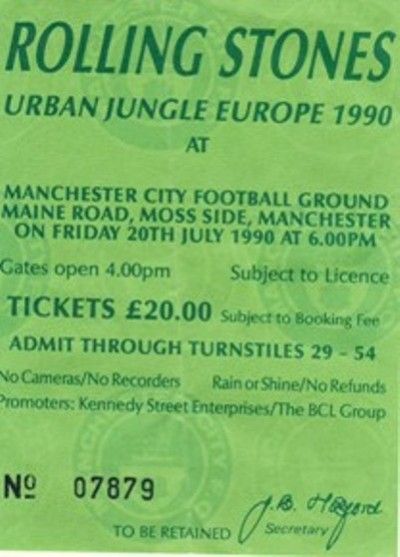 ROLLING STONES
URBAN JUNGLE EUROPE 1990
AT
MANCHESTER CITY FOOTBALL GROUND
MAINE ROAD, MOSS SIDE, MANCHESTER
ON FRIDAY 20TH JULY 1990 AT 6.00PM
Gates open 4.00pm Subject to Licence
TICKETS £20.00 Subject to Booking Fee
ADMIT THROUGH TURNSTILES 29 - 54
No Cameras/No Recorders Rain or Shine/No Refunds
Promoters: Kennedy Street Enterprises/The BCL Group
Nº 07879
J.B. Halford
TO BE RETAINED Secretary